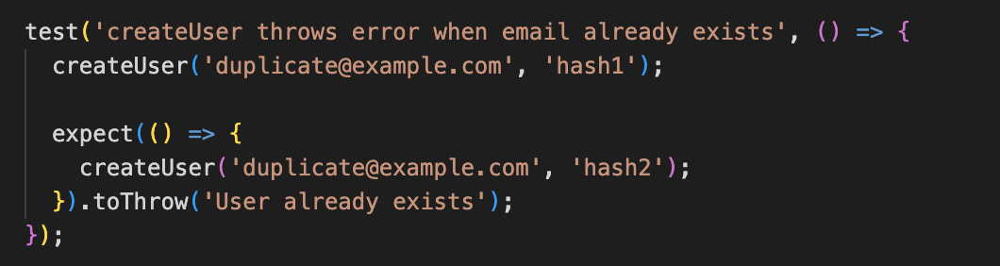 test('createUser throws error when email already exists', () => {
  createUser('duplicate@example.com', 'hash1');

  expect(() => {
    createUser('duplicate@example.com', 'hash2');
  }).toThrow('User already exists');
});